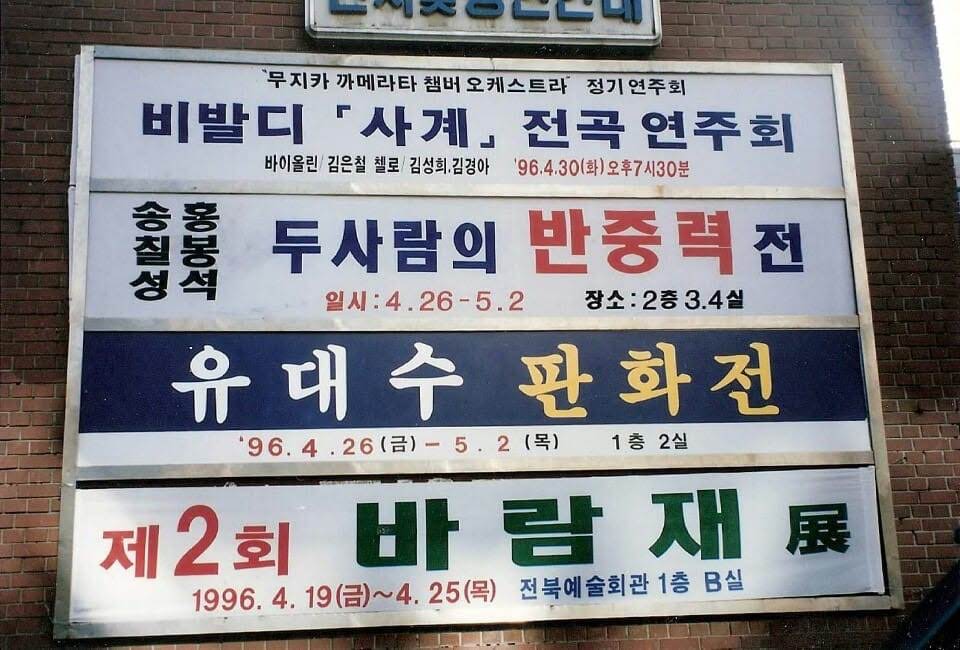 "무지카 까메라타 챔버 오케스트라" 정기연주회
비발디 「사계」 전곡 연주회
바이올린/김은철 첼로/김성희.김경아 '96.4.30(화)오후7시30분
송칠성 홍봉석 두사람의 반중력 전
일시:4.26-5.2 장소:2층3.4실
유대수 판화전
'96.4.26(금)-5.2(목) 1층 2실
제2회 바람재 展
1996.4.19(금)~4.25(목) 전북예술회관 1층 B실